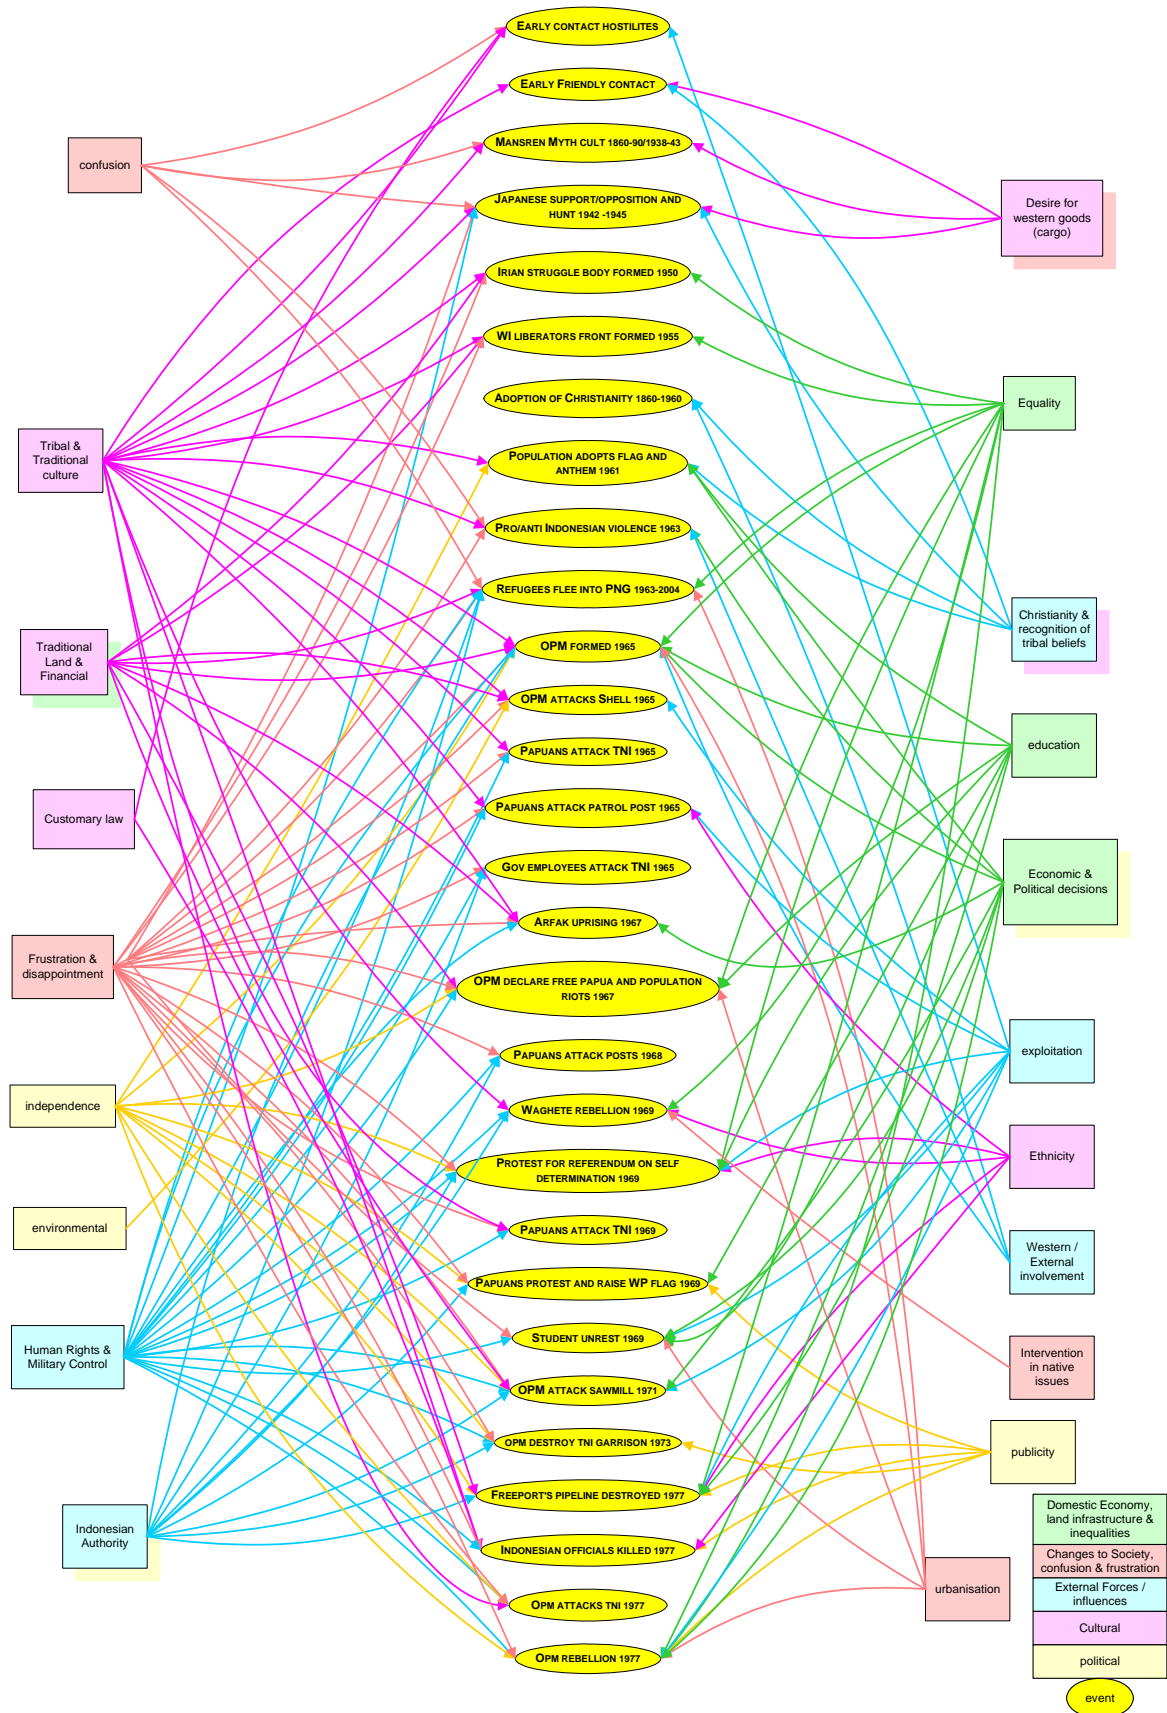 EARLY CONTACT HOSTILITES
EARLY FRIENDLY CONTACT
MANSREN MYTH CULT 1860-90/1938-43
JAPANESE SUPPORT/OPPOSITION AND
HUNT 1942 -1945
IRIAN STRUGGLE BODY FORMED 1950
WI LIBERATORS FRONT FORMED 1955
ADOPTION OF CHRISTIANITY 1860-1960
POPULATION ADOPTS FLAG AND
ANTHEM 1961
PRO/ANTI INDONESIAN VIOLENCE 1963
REFUGEES FLEE INTO PNG 1963-2004
OPM FORMED 1965
OPM ATTACKS SHELL 1965
PAPUANS ATTACK TNI 1965
PAPUANS ATTACK PATROL POST 1965
GOV EMPLOYEES ATTACK TNI 1965
ARFAK UPRISING 1967
OPM DECLARE FREE PAPUA AND POPULATION
RIOTS 1967
PAPUANS ATTACK POSTS 1968
WAGHETE REBELLION 1969
PROTEST FOR REFERENDUM ON SELF
DETERMINATION 1969
PAPUANS ATTACK TNI 1969
PAPUANS PROTEST AND RAISE WP FLAG 1969
STUDENT UNREST 1969
OPM ATTACK SAWMILL 1971
OPM DESTROY TNI GARRISON 1973
FREEPORT'S PIPELINE DESTROYED 1977
INDONESIAN OFFICIALS KILLED 1977
OPM ATTACKS TNI 1977
OPM REBELLION 1977
confusion
Tribal &
Traditional
culture
Traditional
Land &
Financial
Customary law
Frustration &
disappointment
independence
environmental
Human Rights &
Military Control
Indonesian
Authority
Desire for
western goods
(cargo)
Equality
Christianity &
recognition of
tribal beliefs
education
Economic &
Political decisions
exploitation
Ethnicity
Western /
External
involvement
Intervention
in native
issues
publicity
urbanisation
Domestic Economy,
land infrastructure &
inequalities
Changes to Society,
confusion & frustration
External Forces /
influences
Cultural
political
event